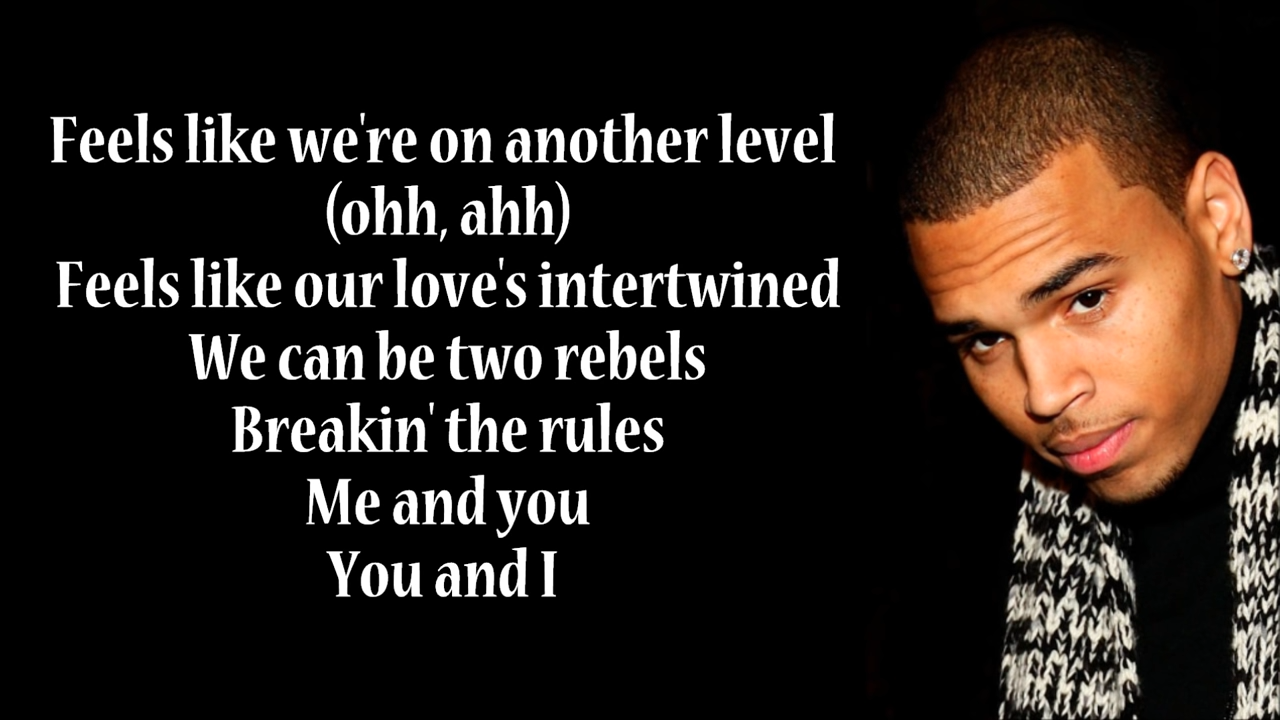 Feels like we're on another level
(ohh, ahh)
Feels like our love's intertwined
We can be two rebels
Breakin' the rules
Me and you
You and I